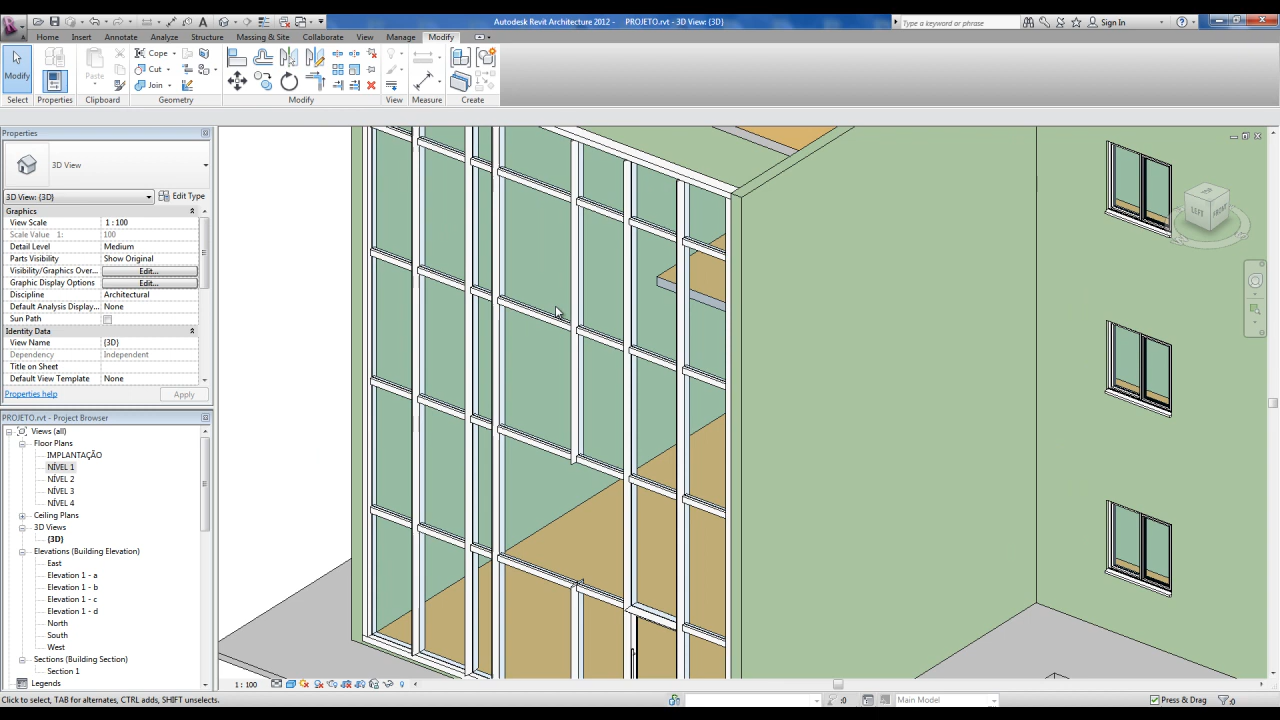 Autodesk Revit Architecture 2012 - PROJETO.rvt - 3D View: {3D}
Type a keyword or phrase
Sign In
Home Insert Annotate Analyze Structure Massing & Site Collaborate View Manage Modify
Modify
Paste
Cope
Cut
Join
Select Properties Clipboard Geometry Modify View Measure Create
Properties
3D View
3D View: {3D} Edit Type
Graphics
View Scale 1 : 100
Scale Value 1: 100
Detail Level Medium
Parts Visibility Show Original
Visibility/Graphics Over... Edit...
Graphic Display Options Edit...
Discipline Architectural
Default Analysis Display... None
Sun Path
Identity Data
View Name {3D}
Dependency Independent
Title on Sheet
Default View Template None
Properties help Apply
PROJETO.rvt - Project Browser
Views (all)
Floor Plans
IMPLANTAÇÃO
NÍVEL 1
NÍVEL 2
NÍVEL 3
NÍVEL 4
Ceiling Plans
3D Views
{3D}
Elevations (Building Elevation)
East
Elevation 1 - a
Elevation 1 - b
Elevation 1 - c
Elevation 1 - d
North
South
West
Sections (Building Section)
Section 1
Legends
LEFT
FRONT
1 : 100
Click to select, TAB for alternates, CTRL adds, SHIFT unselects.
:0
Main Model
Press & Drag
:0